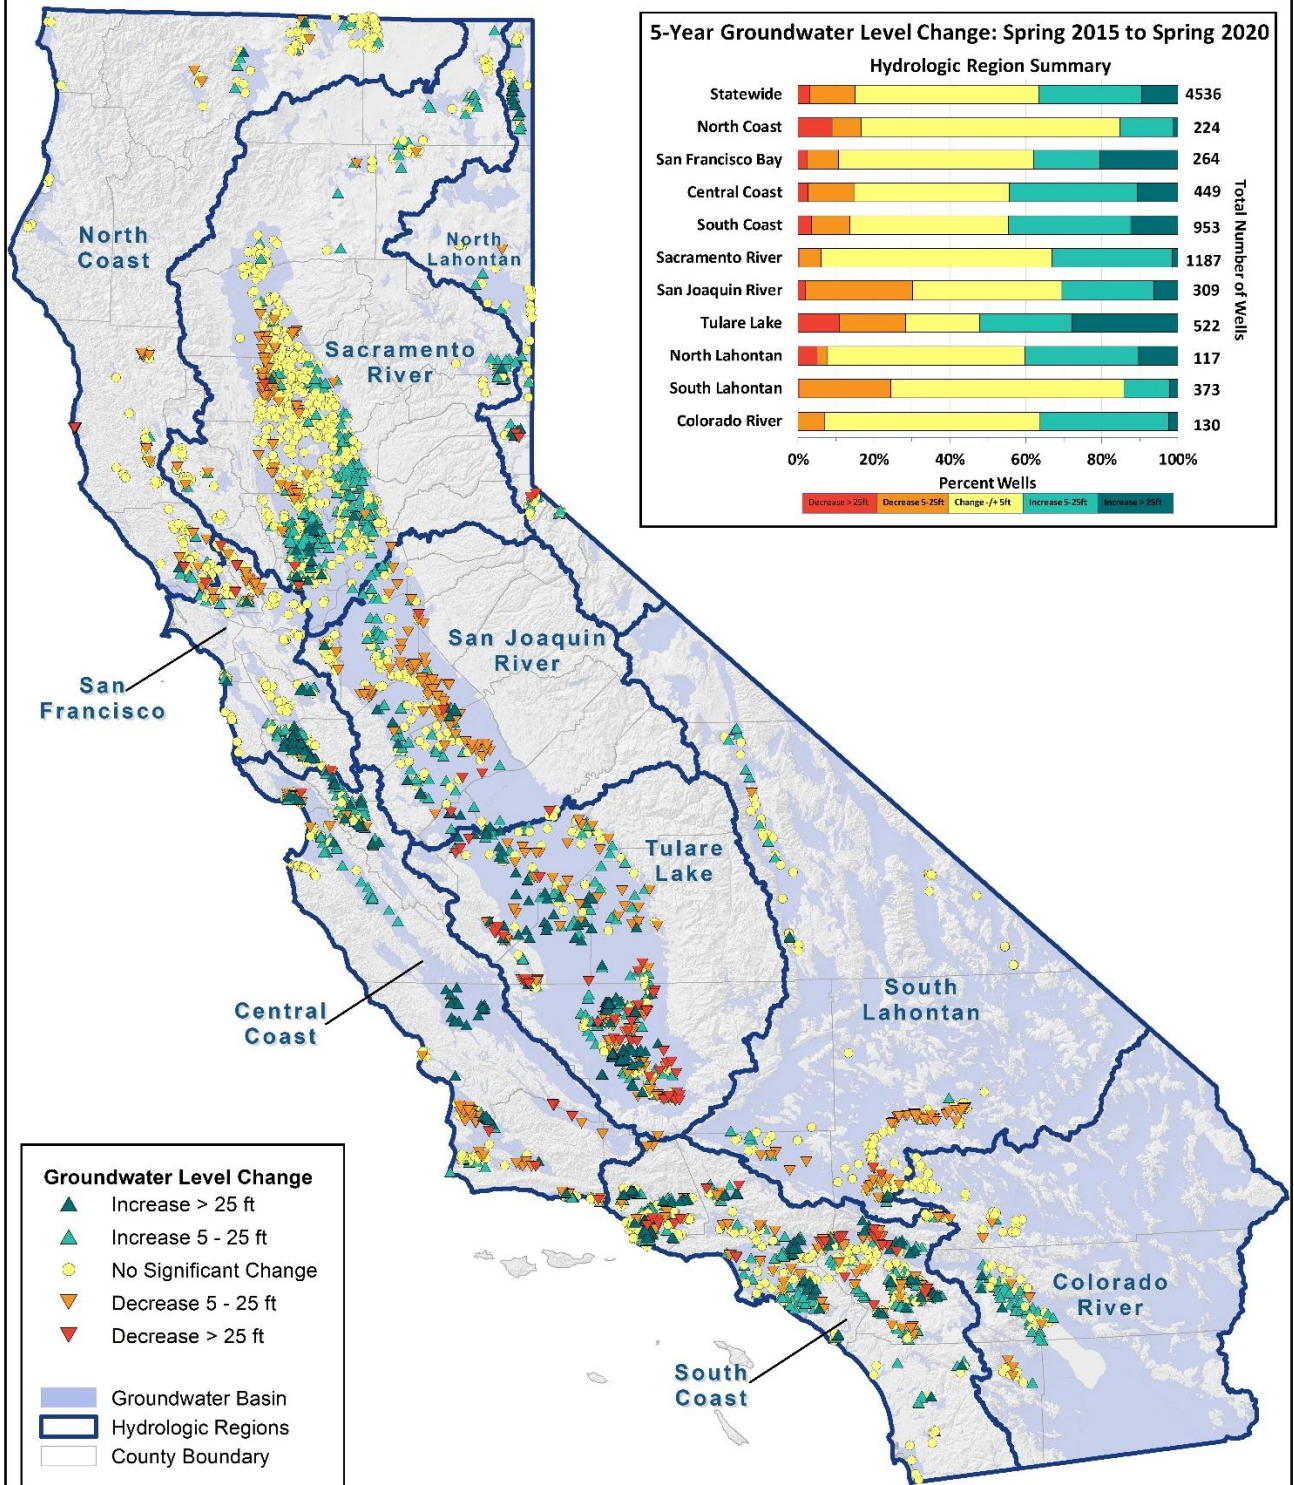 5-Year Groundwater Level Change: Spring 2015 to Spring 2020
Hydrologic Region Summary
Statewide 4536
North Coast 224
San Francisco Bay 264
Central Coast 449
South Coast 953
Sacramento River 1187
San Joaquin River 309
Tulare Lake 522
North Lahontan 117
South Lahontan 373
Colorado River 130
Total Number of Wells
0% 20% 40% 60% 80% 100%
Percent Wells
Decrease > 25ft Decrease 5-25ft Change -/+ 5ft Increase 5-25ft Increase > 25ft
North
Coast
North
Lahontan
Sacramento
River
San Joaquin
River
San
Francisco
Tulare
Lake
Central
Coast
South
Lahontan
Colorado
River
South
Coast
Groundwater Level Change
Increase > 25 ft
Increase 5 - 25 ft
No Significant Change
Decrease 5 - 25 ft
Decrease > 25 ft
Groundwater Basin
Hydrologic Regions
County Boundary